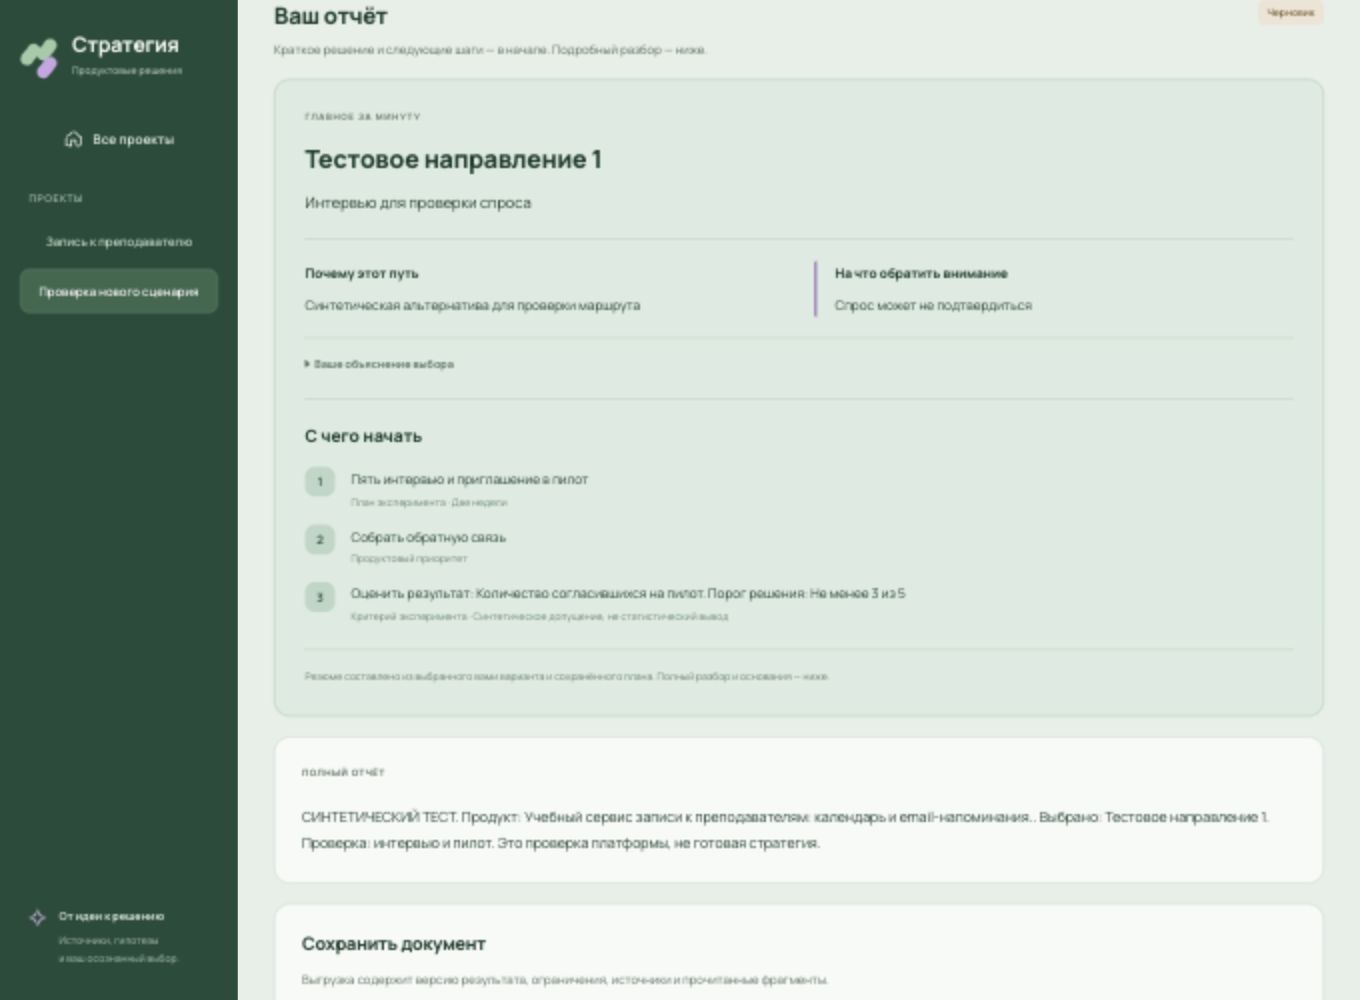 Стратегия
Продуктовые решения
Все проекты
ПРОЕКТЫ
Запись к преподавателю
Проверка нового сценария
От идеи к решению
Источники, гипотезы
и ваш осознанный выбор.
Ваш отчёт
Черновик
Краткое решение и следующие шаги — в начале. Подробный разбор — ниже.
ГЛАВНОЕ ЗА МИНУТУ
Тестовое направление 1
Интервью для проверки спроса
Почему этот путь
Синтетическая альтернатива для проверки маршрута
На что обратить внимание
Спрос может не подтвердиться
Ваше объяснение выбора
С чего начать
1
Пять интервью и приглашение в пилот
План эксперимента · Две недели
2
Собрать обратную связь
Продуктовый приоритет
3
Оценить результат: Количество согласившихся на пилот. Порог решения: Не менее 3 из 5
Критерий эксперимента · Синтетическое допущение, не статистический вывод
Резюме составлено из выбранного вами варианта и сохранённого плана. Полный разбор и основания — ниже.
ПОЛНЫЙ ОТЧЁТ
СИНТЕТИЧЕСКИЙ ТЕСТ. Продукт: Учебный сервис записи к преподавателям: календарь и email-напоминания.. Выбрано: Тестовое направление 1.
Проверка: интервью и пилот. Это проверка платформы, не готовая стратегия.
Сохранить документ
Выгрузка содержит версию результата, ограничения, источники и прочитанные фрагменты.